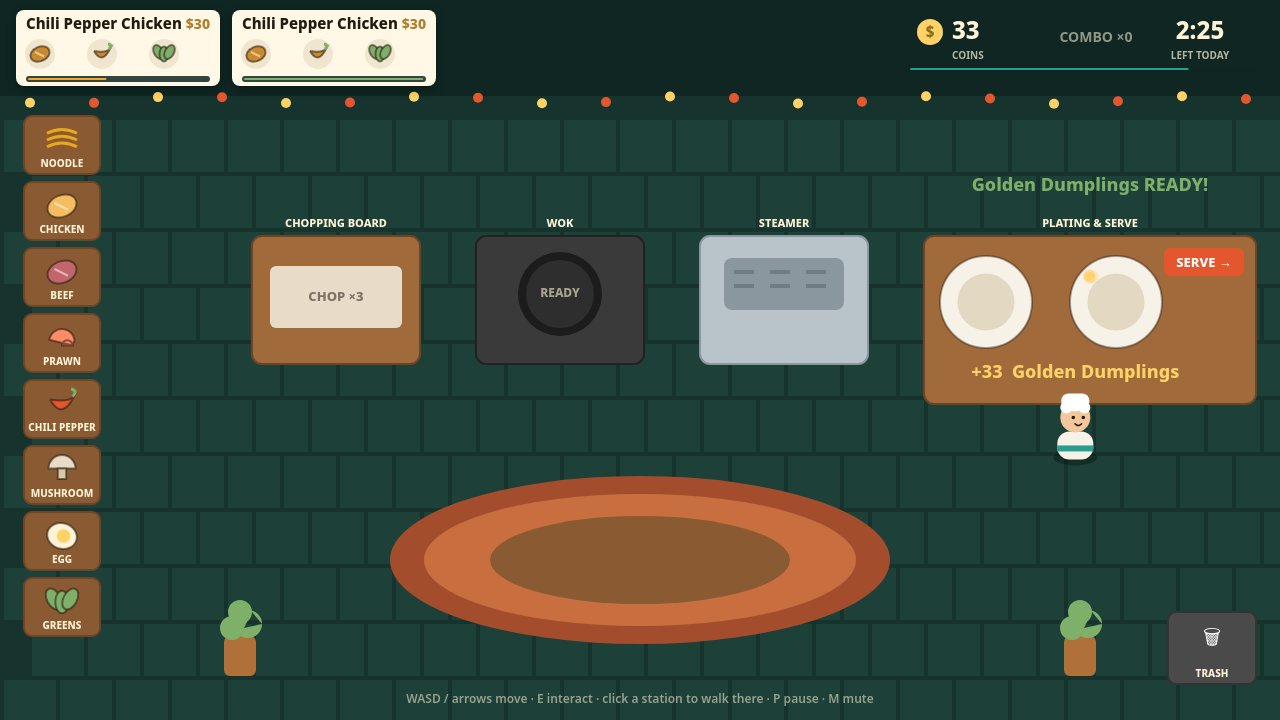 Chili Pepper Chicken $30
Chili Pepper Chicken $30
$ 33
COINS
COMBO ×0
2:25
LEFT TODAY
NOODLE
CHICKEN
BEEF
PRAWN
CHILI PEPPER
MUSHROOM
EGG
GREENS
CHOPPING BOARD
CHOP ×3
WOK
READY
STEAMER
Golden Dumplings READY!
PLATING & SERVE
SERVE →
+33 Golden Dumplings
TRASH
WASD / arrows move · E interact · click a station to walk there · P pause · M mute